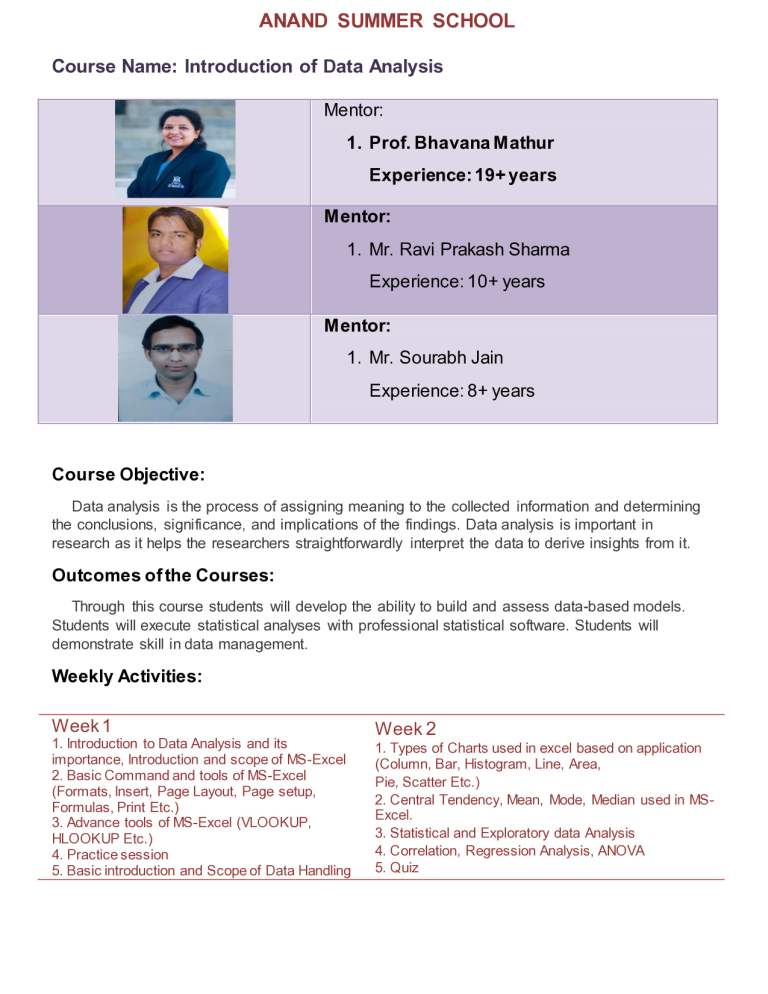 ANAND SUMMER SCHOOL
Course Name: Introduction of Data Analysis
Mentor:
1. Prof. Bhavana Mathur
Experience: 19+ years
Mentor:
1. Mr. Ravi Prakash Sharma
Experience: 10+ years
Mentor:
1. Mr. Sourabh Jain
Experience: 8+ years
Course Objective:
Data analysis is the process of assigning meaning to the collected information and determining
the conclusions, significance, and implications of the findings. Data analysis is important in
research as it helps the researchers straightforwardly interpret the data to derive insights from it.
Outcomes of the Courses:
Through this course students will develop the ability to build and assess data-based models.
Students will execute statistical analyses with professional statistical software. Students will
demonstrate skill in data management.
Weekly Activities:
Week 1
1. Introduction to Data Analysis and its
importance, Introduction and scope of MS-Excel
2. Basic Command and tools of MS-Excel
(Formats, Insert, Page Layout, Page setup,
Formulas, Print Etc.)
3. Advance tools of MS-Excel (VLOOKUP,
HLOOKUP Etc.)
4. Practice session
5. Basic introduction and Scope of Data Handling
Week 2
1. Types of Charts used in excel based on application
(Column, Bar, Histogram, Line, Area,
Pie, Scatter Etc.)
2. Central Tendency, Mean, Mode, Median used in MS-
Excel.
3. Statistical and Exploratory data Analysis
4. Correlation, Regression Analysis, ANOVA
5. Quiz